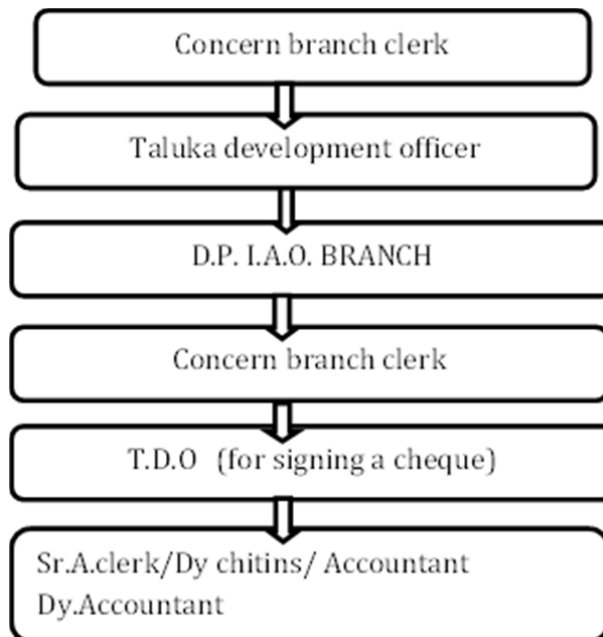 Concern branch clerk
Taluka development officer
D.P. I.A.O. BRANCH
Concern branch clerk
T.D.O (for signing a cheque)
Sr.A.clerk/Dy chitins/ Accountant
Dy.Accountant